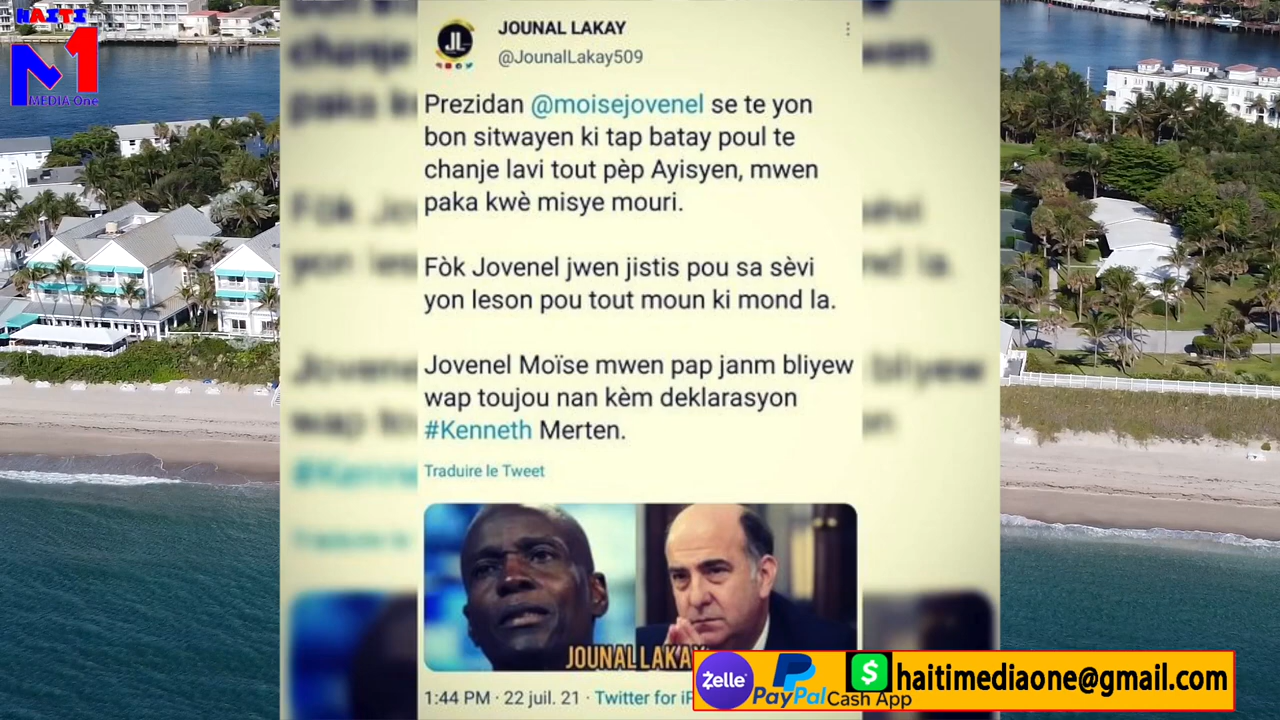 HAITI
M1
MEDIA One
JOUNAL LAKAY
@JounalLakay509
JL
Prezidan @moisejovenel se te yon
bon sitwayen ki tap batay poul te
chanje lavi tout pèp Ayisyen, mwen
paka kwè misye mouri.
Fòk Jovenel jwen jistis pou sa sèvi
yon leson pou tout moun ki mond la.
Jovenel Moïse mwen pap janm bliyew
wap toujou nan kèm deklarasyon
#Kenneth Merten.
Traduire le Tweet
JOUNAL LAKAY
1:44 PM · 22 juil. 21 · Twitter for iP
Zelle
PayPal
$
Cash App
haitimediaone@gmail.com